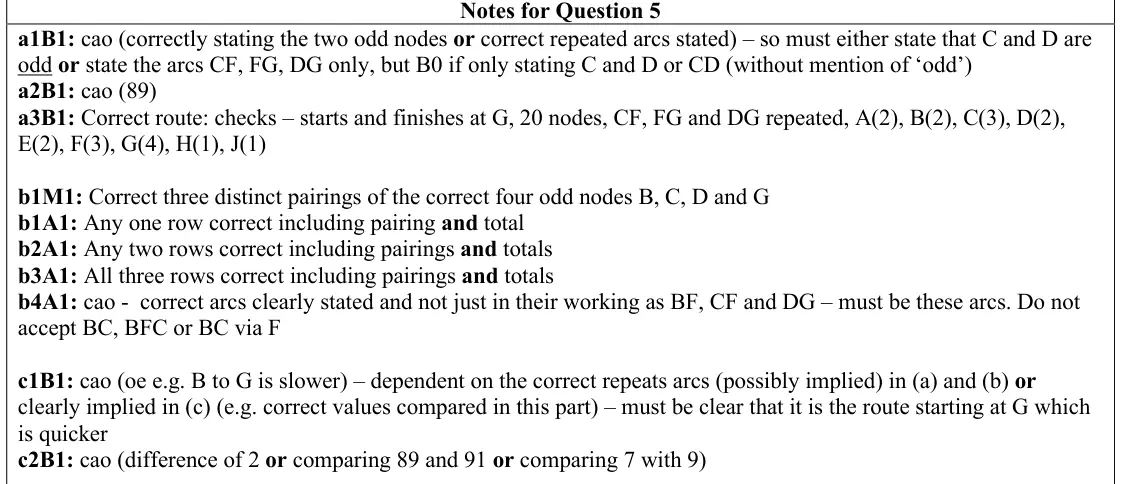 Notes for Question 5
a1B1: cao (correctly stating the two odd nodes or correct repeated arcs stated) – so must either state that C and D are
odd or state the arcs CF, FG, DG only, but B0 if only stating C and D or CD (without mention of ‘odd’)
a2B1: cao (89)
a3B1: Correct route: checks – starts and finishes at G, 20 nodes, CF, FG and DG repeated, A(2), B(2), C(3), D(2),
E(2), F(3), G(4), H(1), J(1)
b1M1: Correct three distinct pairings of the correct four odd nodes B, C, D and G
b1A1: Any one row correct including pairing and total
b2A1: Any two rows correct including pairings and totals
b3A1: All three rows correct including pairings and totals
b4A1: cao - correct arcs clearly stated and not just in their working as BF, CF and DG – must be these arcs. Do not
accept BC, BFC or BC via F
c1B1: cao (oe e.g. B to G is slower) – dependent on the correct repeats arcs (possibly implied) in (a) and (b) or
clearly implied in (c) (e.g. correct values compared in this part) – must be clear that it is the route starting at G which
is quicker
c2B1: cao (difference of 2 or comparing 89 and 91 or comparing 7 with 9)